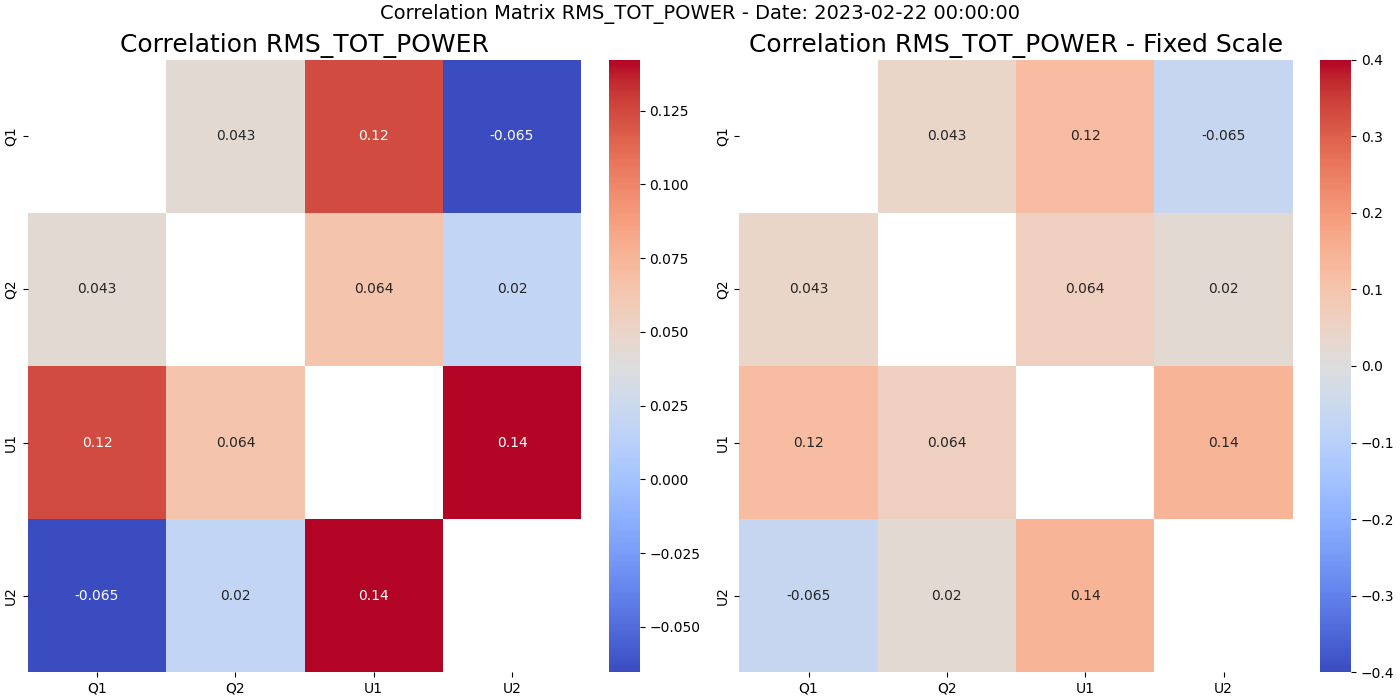 Correlation Matrix RMS_TOT_POWER - Date: 2023-02-22 00:00:00
Correlation RMS_TOT_POWER
Q1
0.043
0.12
-0.065
Q2
0.043
0.064
0.02
U1
0.12
0.064
0.14
U2
-0.065
0.02
0.14
Q1
Q2
U1
U2
0.125
0.100
0.075
0.050
0.025
0.000
−0.025
−0.050
Correlation RMS_TOT_POWER - Fixed Scale
Q1
0.043
0.12
-0.065
Q2
0.043
0.064
0.02
U1
0.12
0.064
0.14
U2
-0.065
0.02
0.14
Q1
Q2
U1
U2
0.4
0.3
0.2
0.1
0.0
−0.1
−0.2
−0.3
−0.4